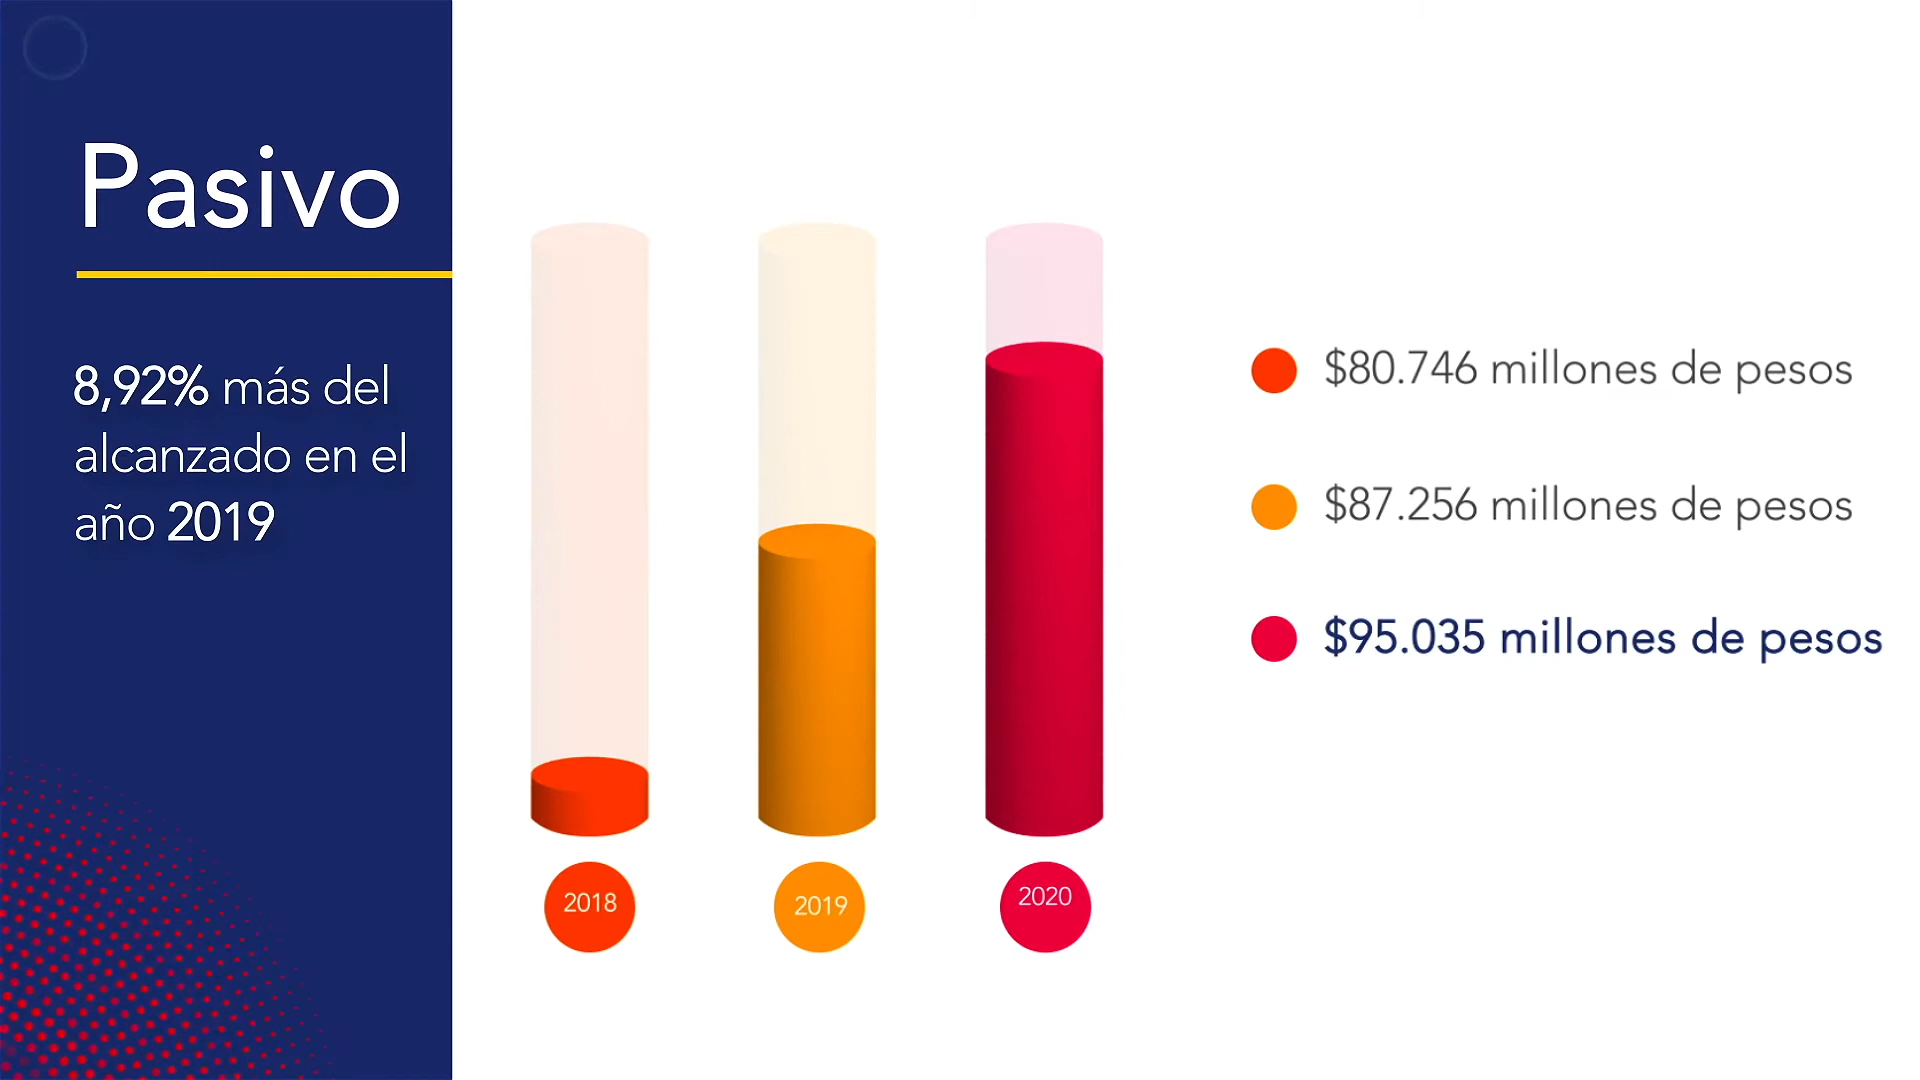 Pasivo
8,92% más del
alcanzado en el
año 2019
2018
2019
2020
$80.746 millones de pesos
$87.256 millones de pesos
$95.035 millones de pesos